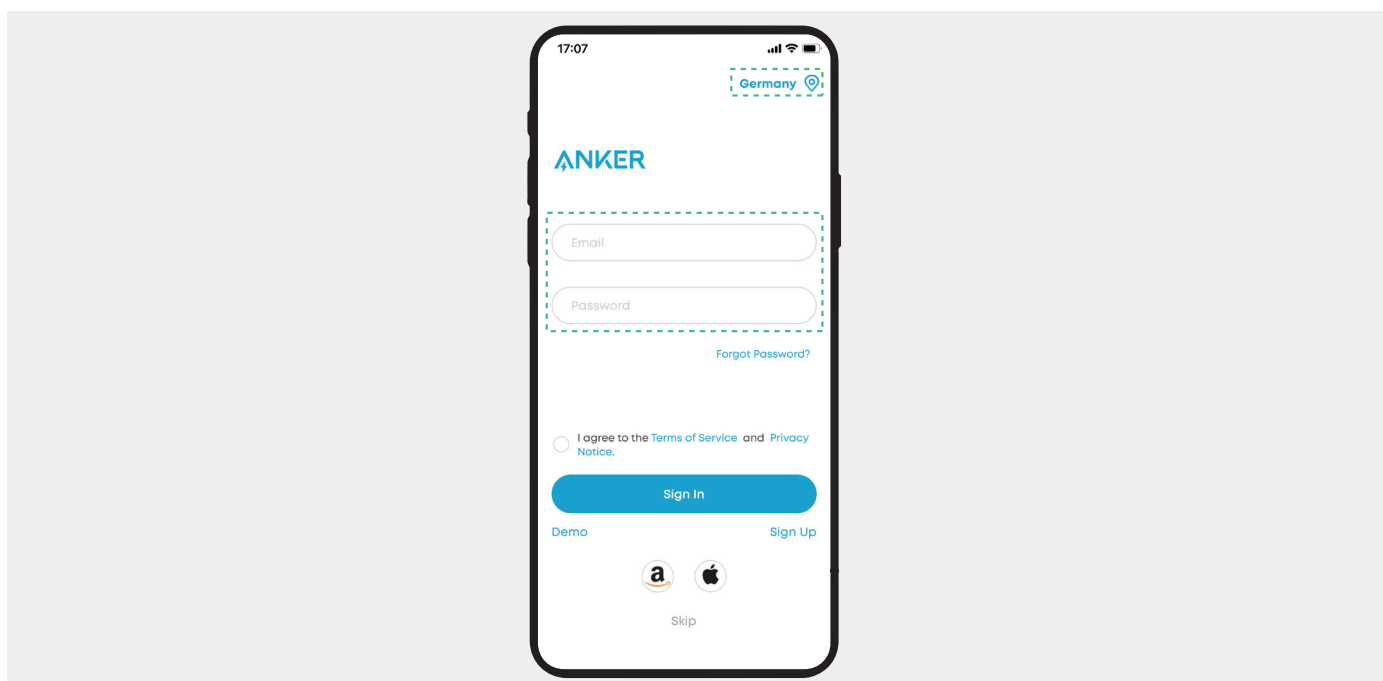 17:07
Germany
ANKER
Email
Password
Forgot Password?
I agree to the Terms of Service and Privacy
Notice.
Sign In
Demo Sign Up
a
Skip